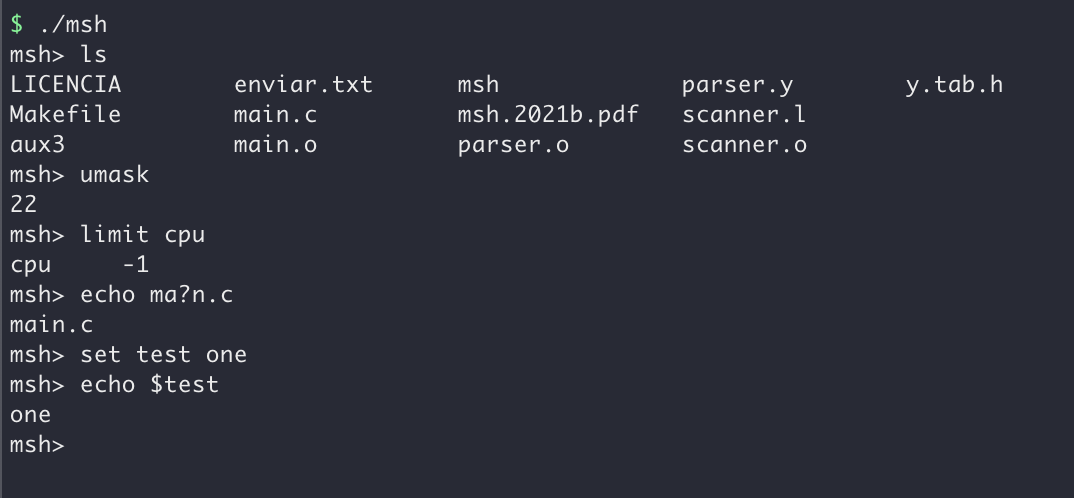 $ ./msh
msh> ls
LICENCIA        enviar.txt      msh             parser.y        y.tab.h
Makefile        main.c          msh.2021b.pdf   scanner.l
aux3            main.o          parser.o        scanner.o
msh> umask
22
msh> limit cpu
cpu     -1
msh> echo ma?n.c
main.c
msh> set test one
msh> echo $test
one
msh>